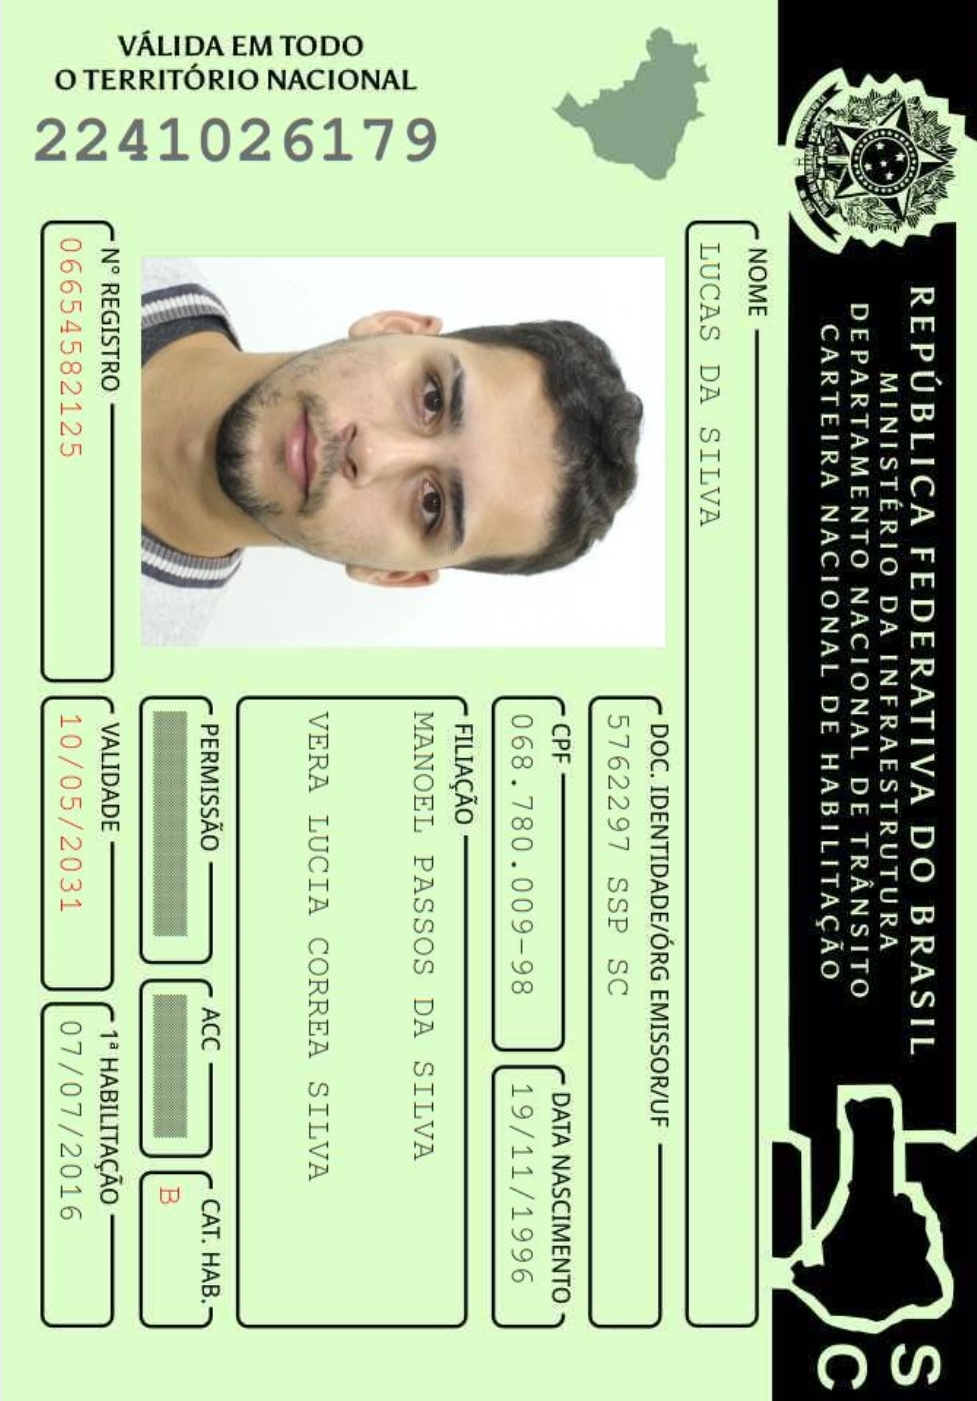 REPÚBLICA FEDERATIVA DO BRASIL
MINISTÉRIO DA INFRAESTRUTURA
DEPARTAMENTO NACIONAL DE TRÂNSITO
CARTEIRA NACIONAL DE HABILITAÇÃO
S
C
NOME
LUCAS DA SILVA
DOC. IDENTIDADE/ÓRG EMISSOR/UF
5762297 SSP SC
CPF
068.780.009-98
DATA NASCIMENTO
19/11/1996
FILIAÇÃO
MANOEL PASSOS DA SILVA
VERA LUCIA CORREA SILVA
PERMISSÃO
ACC
CAT. HAB.
B
Nº REGISTRO
06654582125
VALIDADE
10/05/2031
1ª HABILITAÇÃO
07/07/2016
VÁLIDA EM TODO
O TERRITÓRIO NACIONAL
2241026179